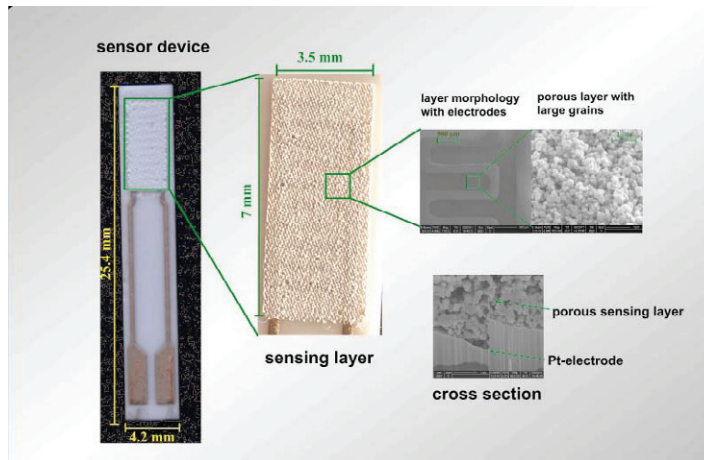 sensor device
25.4 mm
4.2 mm
3.5 mm
7 mm
sensing layer
layer morphology
with electrodes
porous layer with
large grains
porous sensing layer
Pt-electrode
cross section